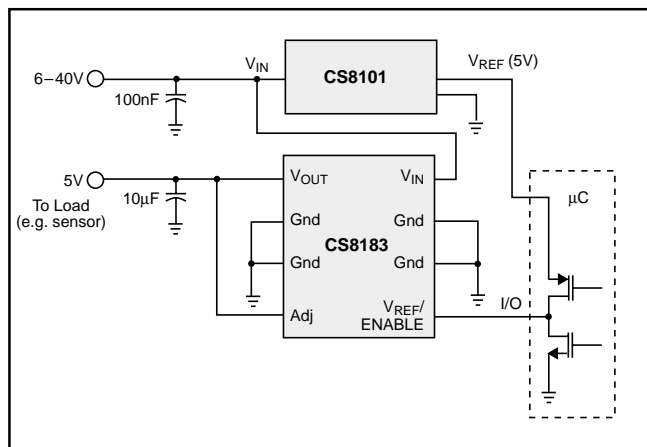 6–40V
V_IN
CS8101
V_REF (5V)
100nF
5V
To Load
(e.g. sensor)
10µF
V_OUT
V_IN
Gnd
Gnd
CS8183
Gnd
Gnd
Adj
V_REF/
ENABLE
I/O
µC